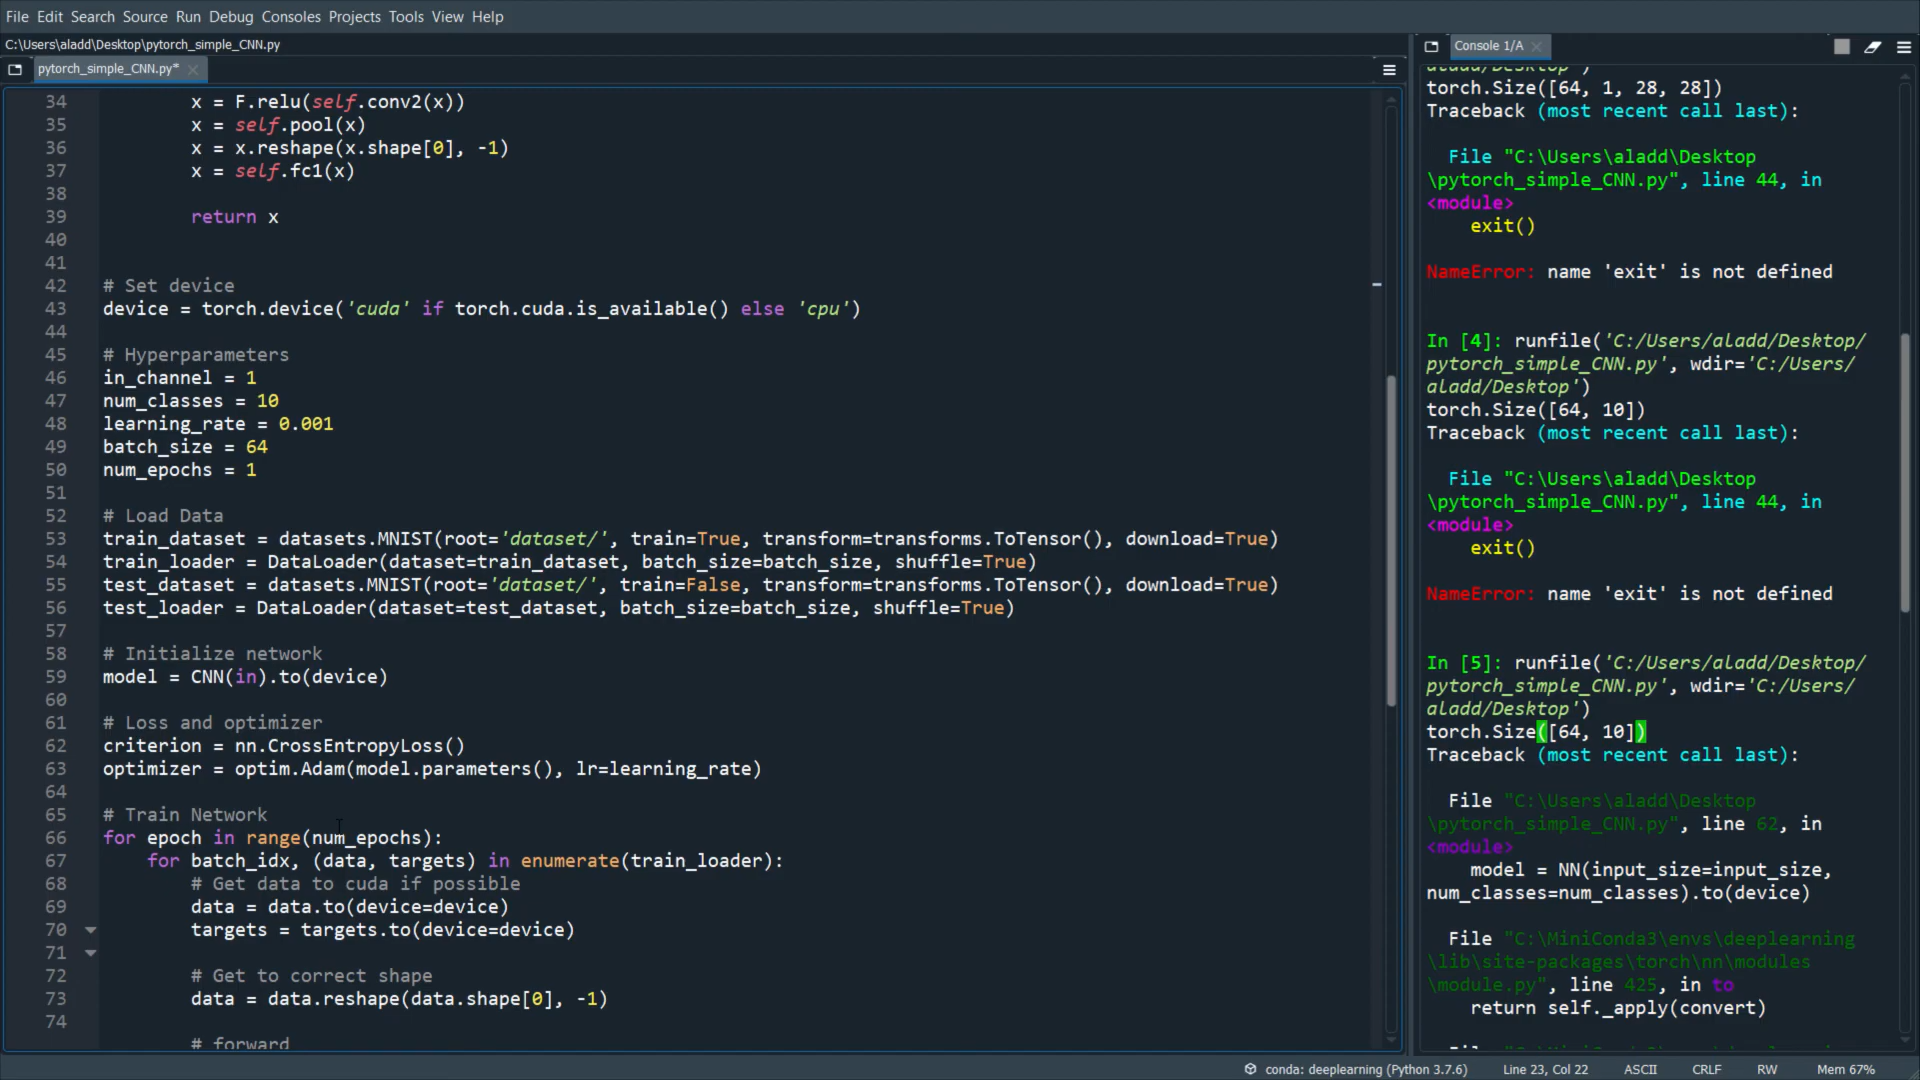 File Edit Search Source Run Debug Consoles Projects Tools View Help
C:\Users\aladd\Desktop\pytorch_simple_CNN.py
pytorch_simple_CNN.py*
34 x = F.relu(self.conv2(x))
35 x = self.pool(x)
36 x = x.reshape(x.shape[0], -1)
37 x = self.fc1(x)
38
39 return x
40
41
42 # Set device
43 device = torch.device('cuda' if torch.cuda.is_available() else 'cpu')
44
45 # Hyperparameters
46 in_channel = 1
47 num_classes = 10
48 learning_rate = 0.001
49 batch_size = 64
50 num_epochs = 1
51
52 # Load Data
53 train_dataset = datasets.MNIST(root='dataset/', train=True, transform=transforms.ToTensor(), download=True)
54 train_loader = DataLoader(dataset=train_dataset, batch_size=batch_size, shuffle=True)
55 test_dataset = datasets.MNIST(root='dataset/', train=False, transform=transforms.ToTensor(), download=True)
56 test_loader = DataLoader(dataset=test_dataset, batch_size=batch_size, shuffle=True)
57
58 # Initialize network
59 model = CNN(in).to(device)
60
61 # Loss and optimizer
62 criterion = nn.CrossEntropyLoss()
63 optimizer = optim.Adam(model.parameters(), lr=learning_rate)
64
65 # Train Network
66 for epoch in range(num_epochs):
67 for batch_idx, (data, targets) in enumerate(train_loader):
68 # Get data to cuda if possible
69 data = data.to(device=device)
70 targets = targets.to(device=device)
71
72 # Get to correct shape
73 data = data.reshape(data.shape[0], -1)
74
# forward
Console 1/A
aladd/Desktop')
torch.Size([64, 1, 28, 28])
Traceback (most recent call last):
File "C:\Users\aladd\Desktop
\pytorch_simple_CNN.py", line 44, in
<module>
exit()
NameError: name 'exit' is not defined
In [4]: runfile('C:/Users/aladd/Desktop/
pytorch_simple_CNN.py', wdir='C:/Users/
aladd/Desktop')
torch.Size([64, 10])
Traceback (most recent call last):
File "C:\Users\aladd\Desktop
\pytorch_simple_CNN.py", line 44, in
<module>
exit()
NameError: name 'exit' is not defined
In [5]: runfile('C:/Users/aladd/Desktop/
pytorch_simple_CNN.py', wdir='C:/Users/
aladd/Desktop')
torch.Size([64, 10])
Traceback (most recent call last):
File "C:\Users\aladd\Desktop
\pytorch_simple_CNN.py", line 62, in
<module>
model = NN(input_size=input_size,
num_classes=num_classes).to(device)
File "C:\MiniConda3\envs\deeplearning
\lib\site-packages\torch\nn\modules
\module.py", line 425, in to
return self._apply(convert)
conda: deeplearning (Python 3.7.6) Line 23, Col 22 ASCII CRLF RW Mem 67%